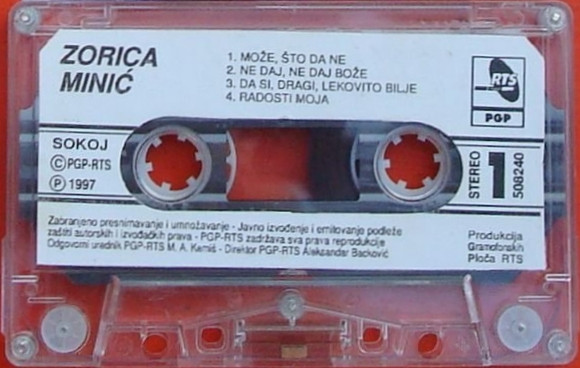 ZORICA
MINIĆ
1. MOŽE, ŠTO DA NE
2. NE DAJ, NE DAJ BOŽE
3. DA SI, DRAGI, LEKOVITO BILJE
4. RADOSTI MOJA
RTS
PGP
SOKOJ
Ⓒ PGP-RTS
Ⓟ 1997
STEREO
1
508240
Zabranjeno presnimavanje i umnožavanje - Javno izvođenje i emitovanje podleže
zaštiti autorskih i izvođačkih prava - PGP-RTS zadržava sva prava reprodukcije
Odgovorni urednik PGP-RTS M. A. - Direktor PGP-RTS Aleksandar Backović
Produkcija
Gramofonskih
Ploča RTS